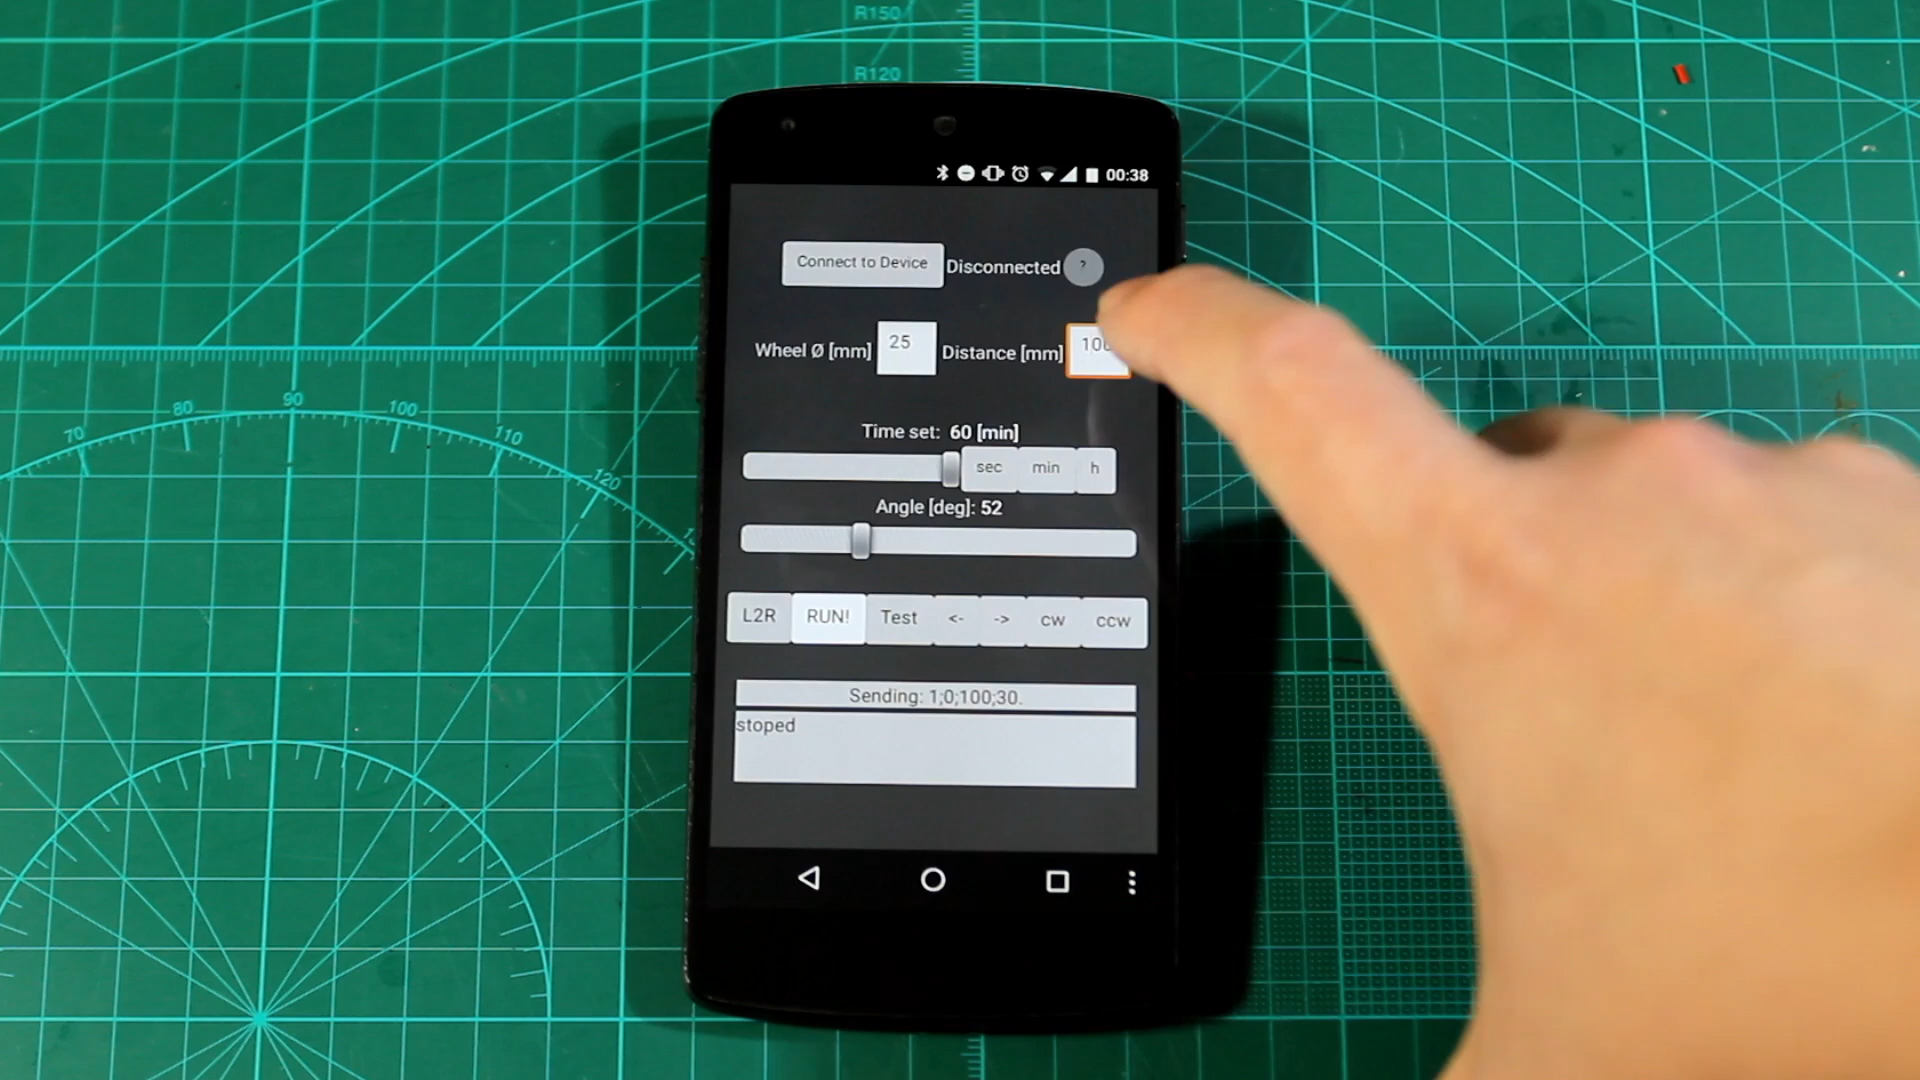 R150
R120
00:38
Connect to Device Disconnected ?
Wheel Ø [mm] 25 Distance [mm] 100
Time set: 60 [min]
sec min h
Angle [deg]: 52
L2R RUN! Test <- -> cw ccw
Sending: 1;0;100;30.
stoped
70 80 90 100 110 120